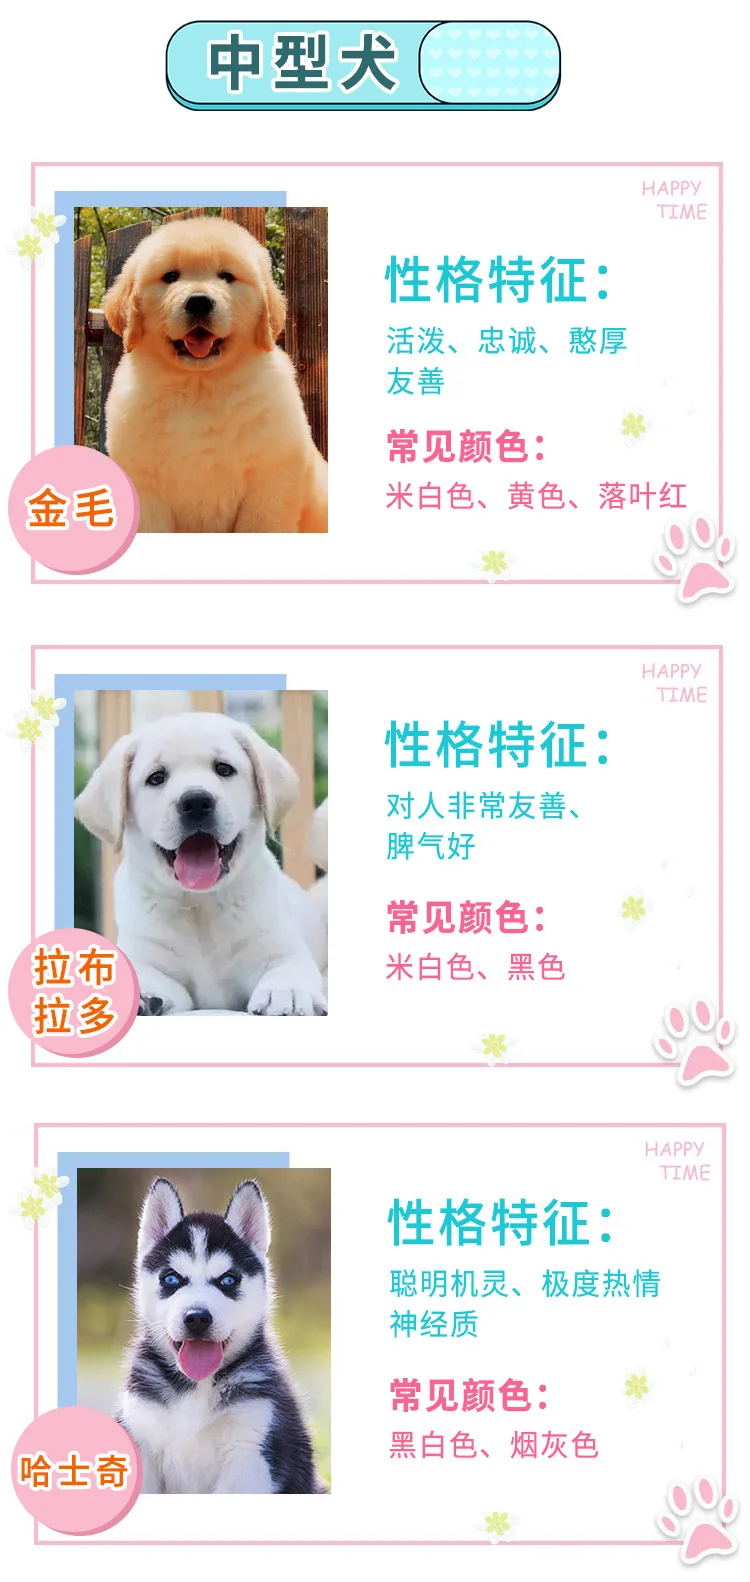 中型犬
HAPPY
TIME
性格特征：
活泼、忠诚、憨厚
友善
常见颜色：
米白色、黄色、落叶红
金毛
HAPPY
TIME
性格特征：
对人非常友善、
脾气好
常见颜色：
米白色、黑色
拉布
拉多
HAPPY
TIME
性格特征：
聪明机灵、极度热情
神经质
常见颜色：
黑白色、烟灰色
哈士奇